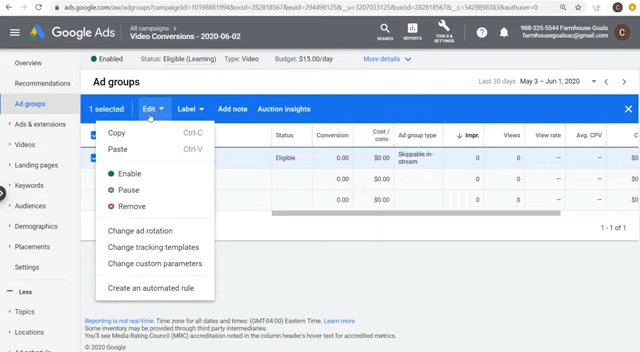 ads.google.com/aw/adgroups?campaignId=10198881994&ocid=282818567&euid=294498125&__u=3207033125&uscid=282818567&__c=5429898383&authuser=0
Google Ads
All campaigns
Video Conversions - 2020-06-02
SEARCH
REPORTS
TOOLS &
SETTINGS
988-325-5544 Farmhouse Goals
farmhousegoalsac@gmail.com
Overview
Recommendations
Ad groups
Ads & extensions
Videos
Landing pages
Keywords
Audiences
Demographics
Placements
Settings
Less
Topics
Locations
Enabled
Status: Eligible (Learning)
Type: Video
Budget: $15.00/day
More details
Ad groups
Last 30 days
May 3 – Jun 1, 2020
1 selected
Edit
Label
Add note
Auction insights
Copy Ctrl-C
Paste Ctrl-V
Enable
Pause
Remove
Change ad rotation
Change tracking templates
Change custom parameters
Create an automated rule
Status
Conversion
Cost /
conv.
Ad group type
Impr.
Views
View rate
Avg. CPV
C
Eligible
0.00
$0.00
Skippable in-
stream
0
0
—
—
$0
0.00
$0.00
0
0
—
—
$0
0.00
$0.00
0
0
—
—
$0
1 - 1 of 1
Reporting is not real-time. Time zone for all dates and times: (GMT-04:00) Eastern Time. Learn more
Some inventory may be provided through third party intermediaries.
You'll see Media Rating Council (MRC) accreditation noted in the column header's hover text for accredited metrics.
© 2020 Google